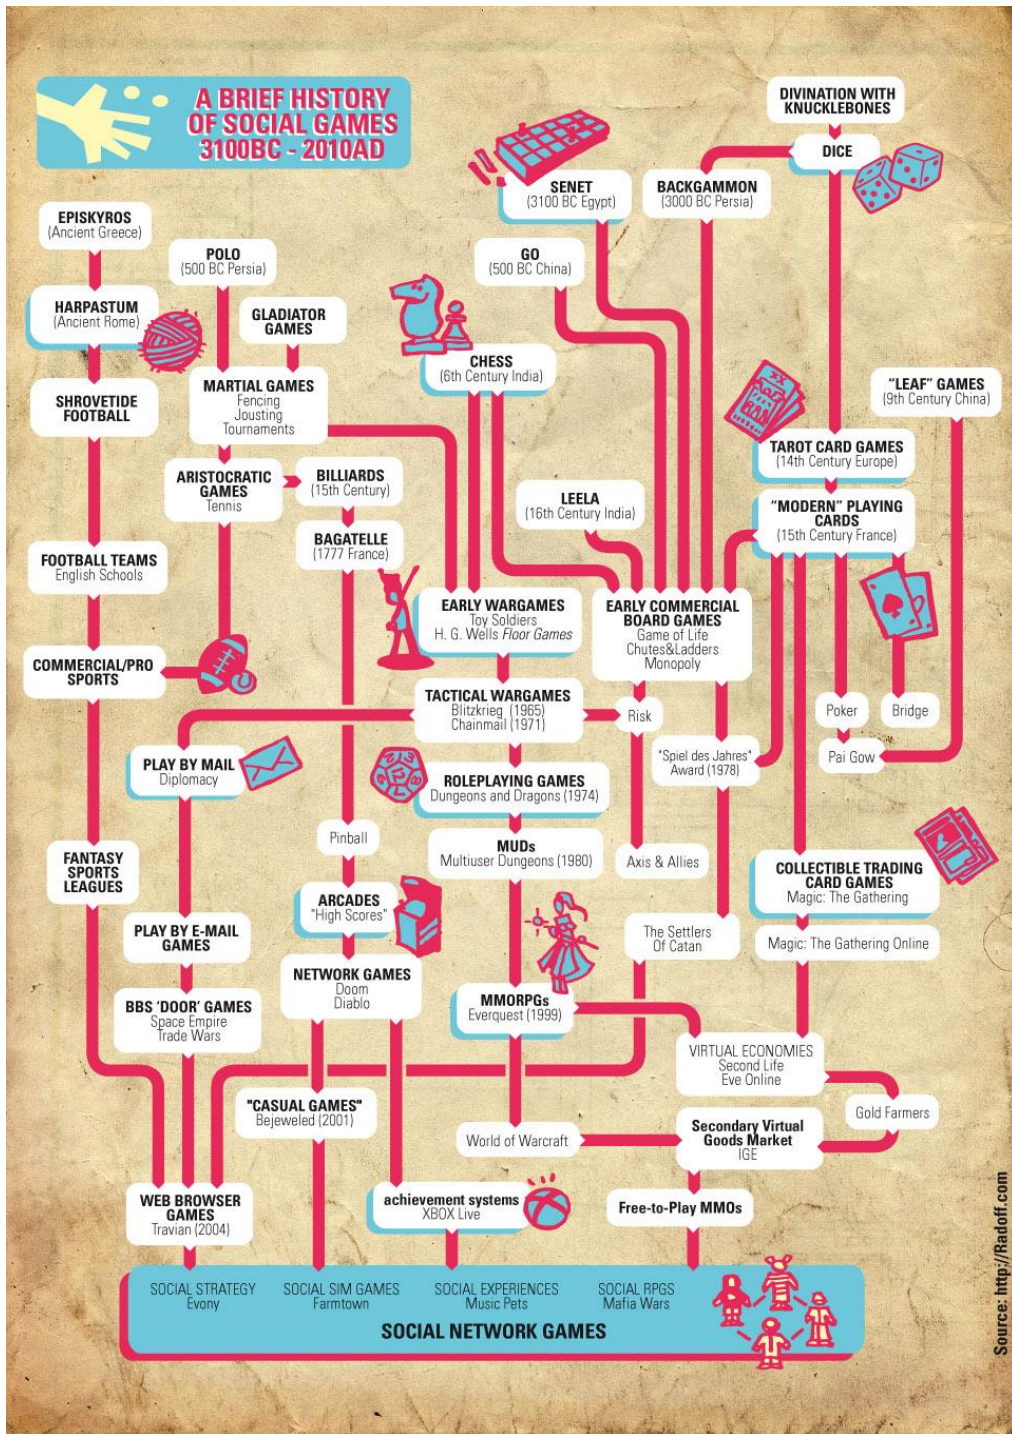 A BRIEF HISTORY
OF SOCIAL GAMES
3100BC - 2010AD
DIVINATION WITH
KNUCKLEBONES
DICE
SENET
(3100 BC Egypt)
BACKGAMMON
(3000 BC Persia)
EPISKYROS
(Ancient Greece)
POLO
(500 BC Persia)
GO
(500 BC China)
HARPASTUM
(Ancient Rome)
GLADIATOR
GAMES
CHESS
(6th Century India)
SHROVETIDE
FOOTBALL
MARTIAL GAMES
Fencing
Jousting
Tournaments
"LEAF" GAMES
(9th Century China)
TAROT CARD GAMES
(14th Century Europe)
ARISTOCRATIC
GAMES
Tennis
BILLIARDS
(15th Century)
LEELA
(16th Century India)
"MODERN" PLAYING
CARDS
(15th Century France)
BAGATELLE
(1777 France)
FOOTBALL TEAMS
English Schools
EARLY WARGAMES
Toy Soldiers
H. G. Wells Floor Games
EARLY COMMERCIAL
BOARD GAMES
Game of Life
Chutes&Ladders
Monopoly
COMMERCIAL/PRO
SPORTS
TACTICAL WARGAMES
Blitzkrieg (1965)
Chainmail (1971)
Risk
Poker
Bridge
PLAY BY MAIL
Diplomacy
"Spiel des Jahres"
Award (1978)
Pai Gow
ROLEPLAYING GAMES
Dungeons and Dragons (1974)
Pinball
MUDs
Multiuser Dungeons (1980)
Axis & Allies
FANTASY
SPORTS
LEAGUES
COLLECTIBLE TRADING
CARD GAMES
Magic: The Gathering
ARCADES
"High Scores"
PLAY BY E-MAIL
GAMES
The Settlers
Of Catan
Magic: The Gathering Online
NETWORK GAMES
Doom
Diablo
BBS 'DOOR' GAMES
Space Empire
Trade Wars
MMORPGs
Everquest (1999)
VIRTUAL ECONOMIES
Second Life
Eve Online
"CASUAL GAMES"
Bejeweled (2001)
Gold Farmers
World of Warcraft
Secondary Virtual
Goods Market
IGE
WEB BROWSER
GAMES
Travian (2004)
achievement systems
XBOX Live
Free-to-Play MMOs
SOCIAL STRATEGY
Evony
SOCIAL SIM GAMES
Farmtown
SOCIAL EXPERIENCES
Music Pets
SOCIAL RPGS
Mafia Wars
SOCIAL NETWORK GAMES
Source: http://Radoff.com